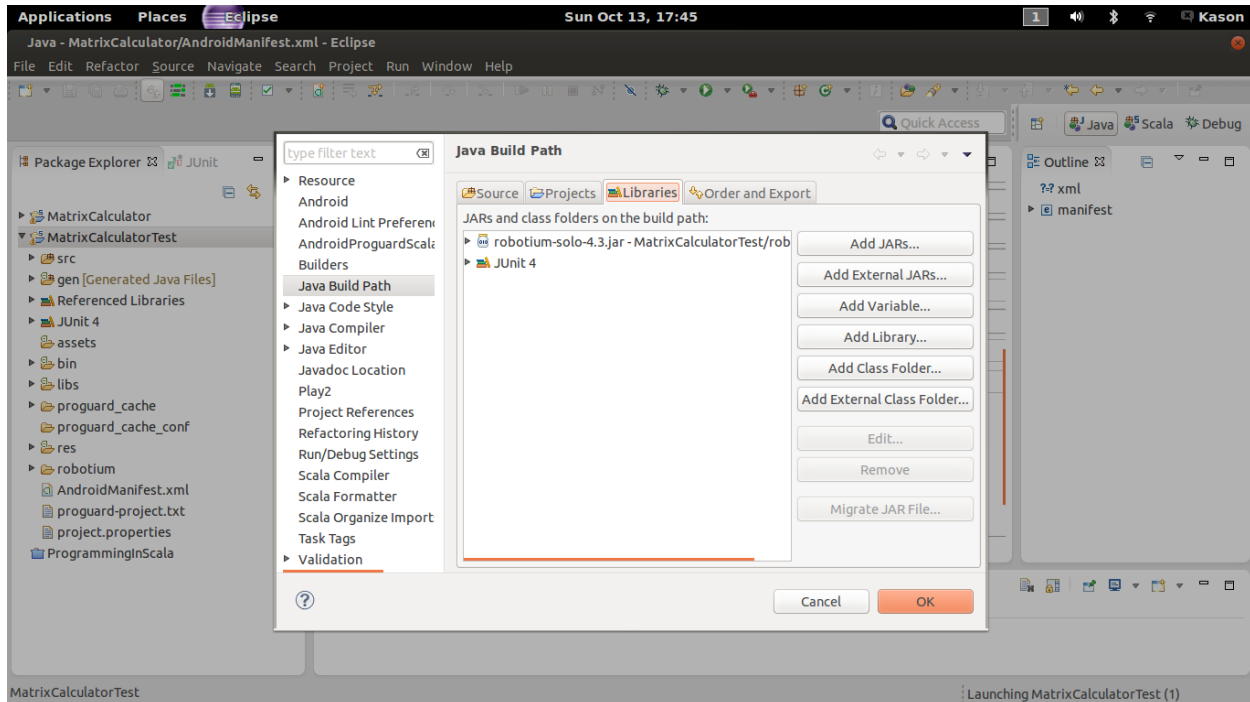 Applications Places Eclipse Sun Oct 13, 17:45 1 Kason
Java - MatrixCalculator/AndroidManifest.xml - Eclipse
File Edit Refactor Source Navigate Search Project Run Window Help
Quick Access
Java Scala Debug
Package Explorer JUnit
MatrixCalculator
MatrixCalculatorTest
src
gen [Generated Java Files]
Referenced Libraries
JUnit 4
assets
bin
libs
proguard_cache
proguard_cache_conf
res
robotium
AndroidManifest.xml
proguard-project.txt
project.properties
ProgrammingInScala
type filter text
Resource
Android
Android Lint Preferen
AndroidProguardScala
Builders
Java Build Path
Java Code Style
Java Compiler
Java Editor
Javadoc Location
Play2
Project References
Refactoring History
Run/Debug Settings
Scala Compiler
Scala Formatter
Scala Organize Import
Task Tags
Validation
Java Build Path
Source Projects Libraries Order and Export
JARs and class folders on the build path:
robotium-solo-4.3.jar - MatrixCalculatorTest/rob
JUnit 4
Add JARs...
Add External JARs...
Add Variable...
Add Library...
Add Class Folder...
Add External Class Folder...
Edit...
Remove
Migrate JAR File...
Cancel OK
Outline
xml
manifest
MatrixCalculatorTest
Launching MatrixCalculatorTest (1)